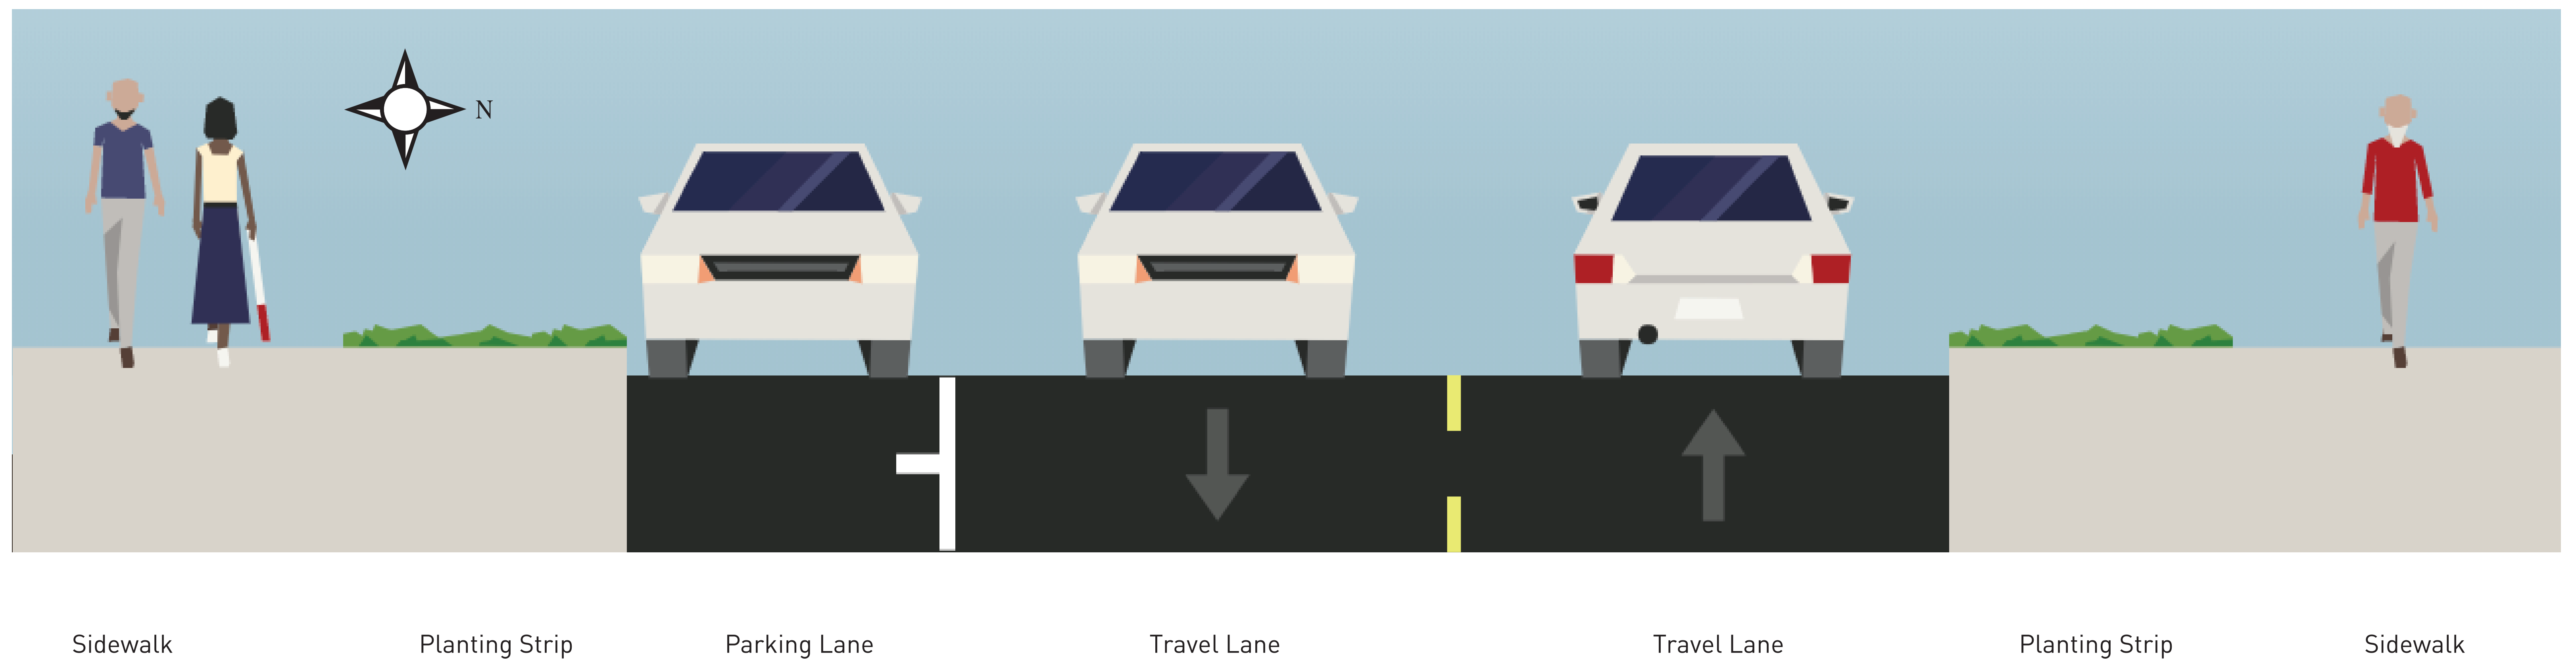 N
Sidewalk
Planting Strip
Parking Lane
Travel Lane
Travel Lane
Planting Strip
Sidewalk